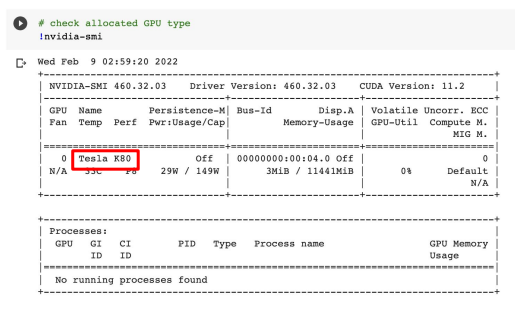 # check allocated GPU type
!nvidia-smi
Wed Feb  9 02:59:20 2022
+-----------------------------------------------------------------------------+
| NVIDIA-SMI 460.32.03    Driver Version: 460.32.03    CUDA Version: 11.2     |
|-------------------------------+----------------------+----------------------+
| GPU  Name        Persistence-M| Bus-Id        Disp.A | Volatile Uncorr. ECC |
| Fan  Temp  Perf  Pwr:Usage/Cap|         Memory-Usage | GPU-Util  Compute M. |
|                               |                      |               MIG M. |
|===============================+======================+======================|
|   0  Tesla K80           Off  | 00000000:00:04.0 Off |                    0 |
| N/A   33C    P8    29W / 149W |      3MiB / 11441MiB |      0%      Default |
|                               |                      |                  N/A |
+-------------------------------+----------------------+----------------------+
+-----------------------------------------------------------------------------+
| Processes:                                                                  |
|  GPU   GI   CI        PID   Type   Process name                  GPU Memory |
|        ID   ID                                                   Usage      |
|=============================================================================|
|  No running processes found                                                 |
+-----------------------------------------------------------------------------+